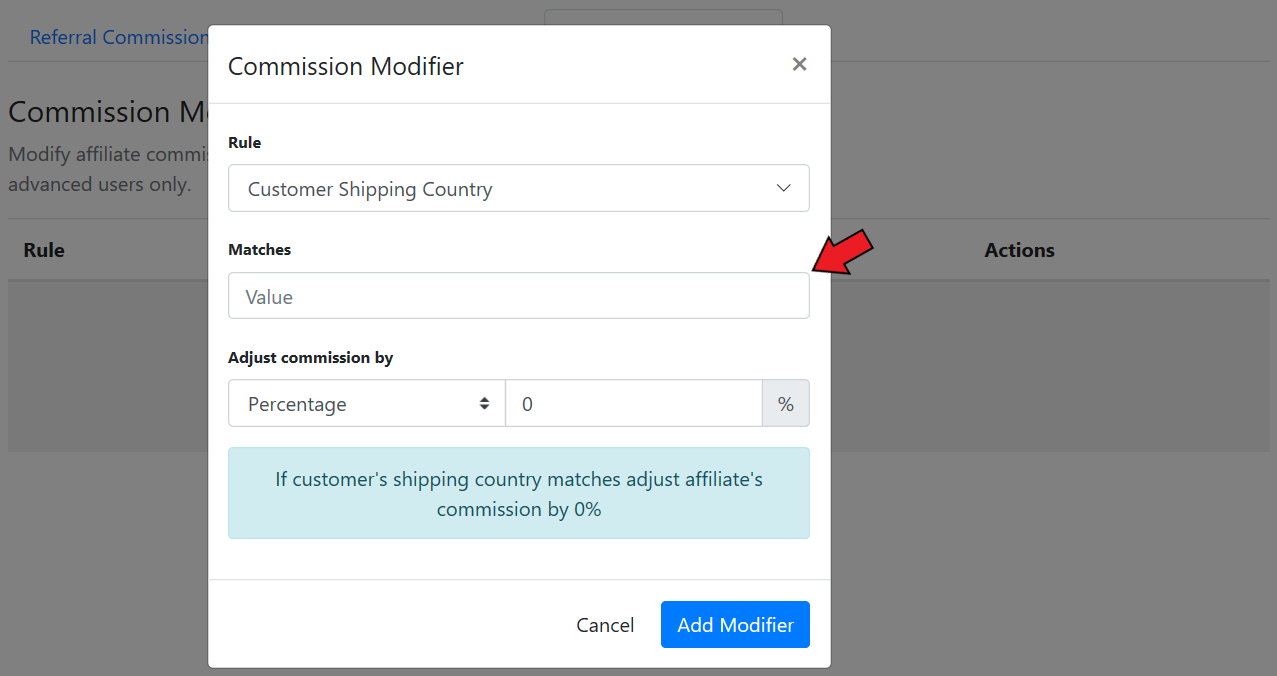 Referral Commission
Commission Modifier
×
Commission M
Modify affiliate commis
advanced users only.
Rule
Customer Shipping Country
Matches
Value
Rule
Actions
Adjust commission by
Percentage
0
%
If customer's shipping country matches adjust affiliate's
commission by 0%
Cancel
Add Modifier